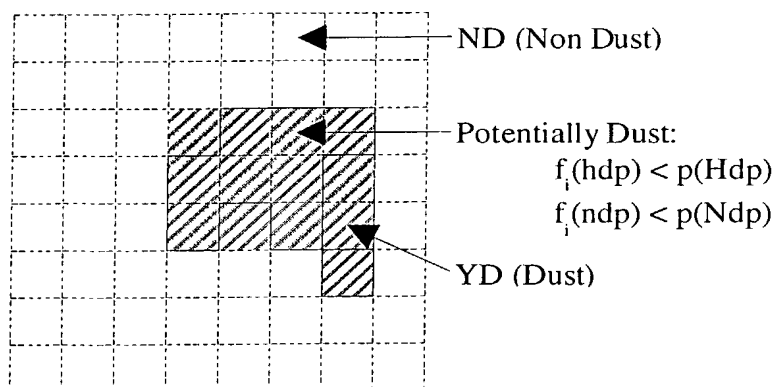 ND (Non Dust)
Potentially Dust:
f_i(hdp) < p(Hdp)
f_i(ndp) < p(Ndp)
YD (Dust)